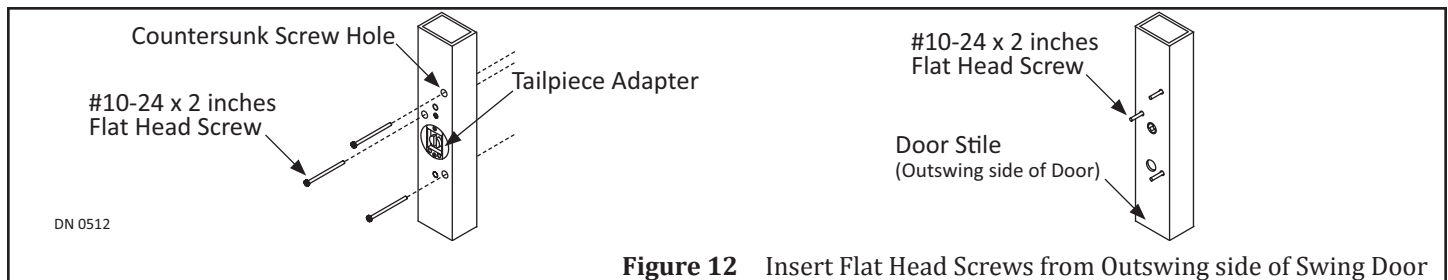 Countersunk Screw Hole
Tailpiece Adapter
#10-24 x 2 inches
Flat Head Screw
DN 0512
#10-24 x 2 inches
Flat Head Screw
Door Stile
(Outswing side of Door)
Figure 12 Insert Flat Head Screws from Outswing side of Swing Door